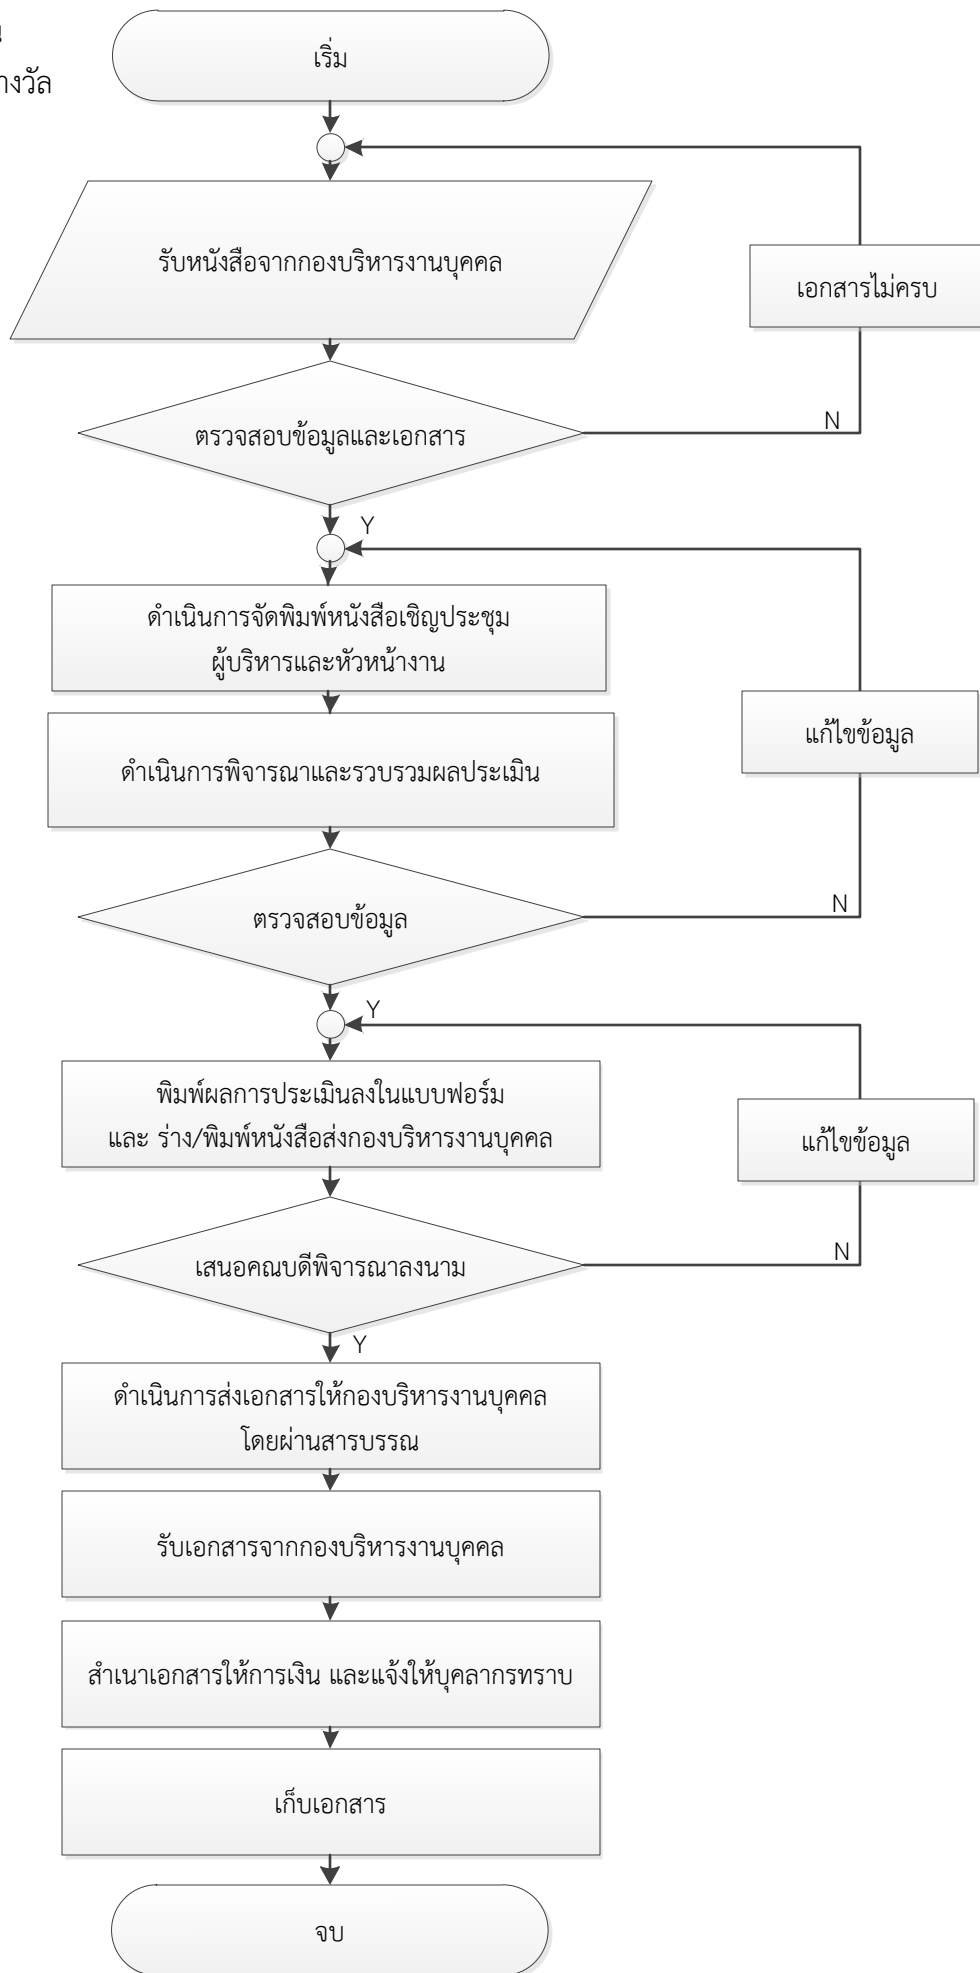 เริ่ม
รับหนังสือจากกองบริหารงานบุคคล
เอกสารไม่ครบ
ตรวจสอบข้อมูลและเอกสาร
N
Y
ดำเนินการจัดพิมพ์หนังสือเชิญประชุม
ผู้บริหารและหัวหน้างาน
แก้ไขข้อมูล
ดำเนินการพิจารณาและรวบรวมผลประเมิน
ตรวจสอบข้อมูล
N
Y
พิมพ์ผลการประเมินลงในแบบฟอร์ม
และ ร่าง/พิมพ์หนังสือส่งกองบริหารงานบุคคล
แก้ไขข้อมูล
เสนอคณบดีพิจารณาลงนาม
N
Y
ดำเนินการส่งเอกสารให้กองบริหารงานบุคคล
โดยผ่านสารบรรณ
รับเอกสารจากกองบริหารงานบุคคล
สำเนาเอกสารให้การเงิน และแจ้งให้บุคลากรทราบ
เก็บเอกสาร
จบ